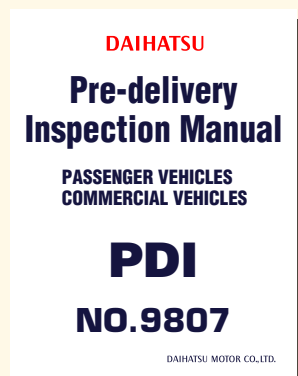 DAIHATSU
Pre-delivery
Inspection Manual
PASSENGER VEHICLES
COMMERCIAL VEHICLES
PDI
NO.9807
DAIHATSU MOTOR CO.,LTD.